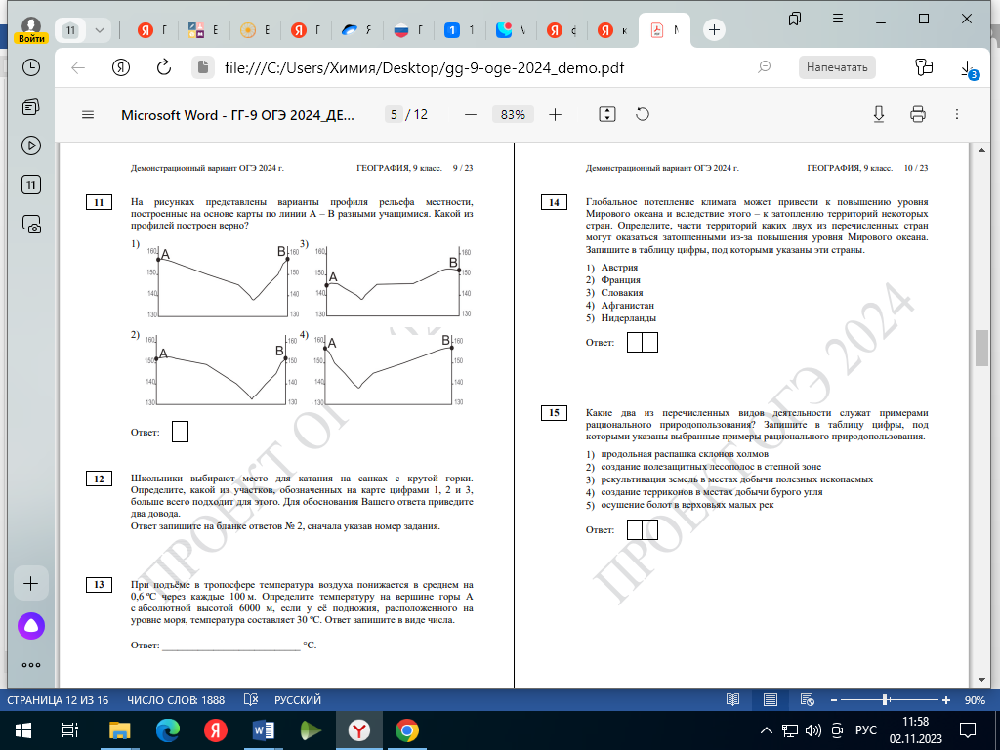 Войти
11
Г
Е
Е
Г
Я
Г
1
1
V
ф
к
N
file:///C:/Users/Химия/Desktop/gg-9-oge-2024_demo.pdf
Напечатать
3
Microsoft Word - ГГ-9 ОГЭ 2024_ДЕ...
5 / 12
83%
11
Демонстрационный вариант ОГЭ 2024 г. ГЕОГРАФИЯ, 9 класс. 9 / 23
11
На рисунках представлены варианты профиля рельефа местности,
построенные на основе карты по линии А – В разными учащимися. Какой из
профилей построен верно?
1)
160 A B 160
150 150
140 140
130 130
3)
160 160
150 A B 150
140 140
130 130
2)
160 160
150 A B 150
140 140
130 130
4)
160 A B 160
150 150
140 140
130 130
Ответ:
12
Школьники выбирают место для катания на санках с крутой горки.
Определите, какой из участков, обозначенных на карте цифрами 1, 2 и 3,
больше всего подходит для этого. Для обоснования Вашего ответа приведите
два довода.
Ответ запишите на бланке ответов № 2, сначала указав номер задания.
13
При подъёме в тропосфере температура воздуха понижается в среднем на
0,6 ºС через каждые 100 м. Определите температуру на вершине горы А
с абсолютной высотой 6000 м, если у её подножия, расположенного на
уровне моря, температура составляет 30 ºС. Ответ запишите в виде числа.
Ответ: ___________________________ °С.
ПРОЕКТ ОГ
Демонстрационный вариант ОГЭ 2024 г. ГЕОГРАФИЯ, 9 класс. 10 / 23
14
Глобальное потепление климата может привести к повышению уровня
Мирового океана и вследствие этого – к затоплению территорий некоторых
стран. Определите, части территорий каких двух из перечисленных стран
могут оказаться затопленными из-за повышения уровня Мирового океана.
Запишите в таблицу цифры, под которыми указаны эти страны.
1) Австрия
2) Франция
3) Словакия
4) Афганистан
5) Нидерланды
Ответ:
15
Какие два из перечисленных видов деятельности служат примерами
рационального природопользования? Запишите в таблицу цифры, под
которыми указаны выбранные примеры рационального природопользования.
1) продольная распашка склонов холмов
2) создание полезащитных лесополос в степной зоне
3) рекультивация земель в местах добычи полезных ископаемых
4) создание терриконов в местах добычи бурого угля
5) осушение болот в верховьях малых рек
Ответ:
ПРОЕКТ ОГЭ 2024
СТРАНИЦА 12 ИЗ 16 ЧИСЛО СЛОВ: 1888 РУССКИЙ
90%
РУС
11:58
02.11.2023